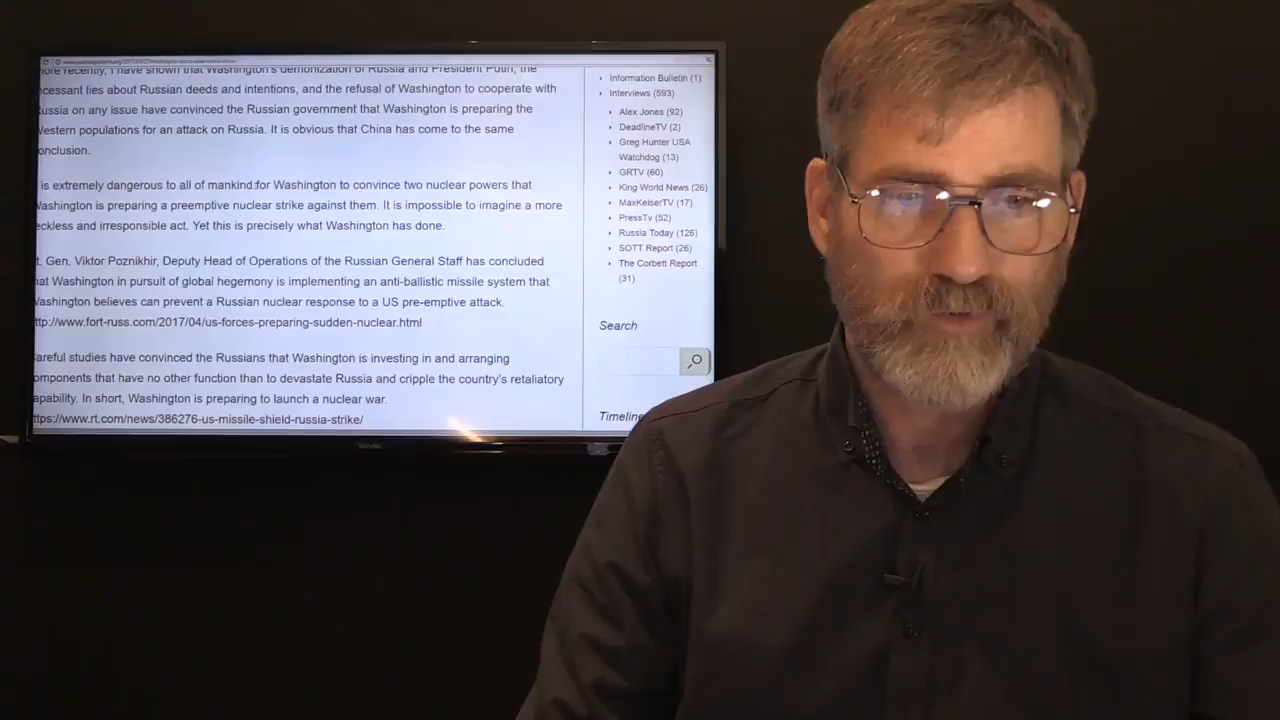 more recently, I have shown that Washington's demonization of Russia and President Putin, the
cessant lies about Russian deeds and intentions, and the refusal of Washington to cooperate with
ussia on any issue have convinced the Russian government that Washington is preparing the
Western populations for an attack on Russia. It is obvious that China has come to the same
onclusion.
is extremely dangerous to all of mankind for Washington to convince two nuclear powers that
Washington is preparing a preemptive nuclear strike against them. It is impossible to imagine a more
eckless and irresponsible act. Yet this is precisely what Washington has done.
t. Gen. Viktor Poznikhir, Deputy Head of Operations of the Russian General Staff has concluded
hat Washington in pursuit of global hegemony is implementing an anti-ballistic missile system that
Washington believes can prevent a Russian nuclear response to a US pre-emptive attack.
ttp://www.fort-russ.com/2017/04/us-forces-preparing-sudden-nuclear.html
areful studies have convinced the Russians that Washington is investing in and arranging
omponents that have no other function than to devastate Russia and cripple the country's retaliatory
apability. In short, Washington is preparing to launch a nuclear war.
ttps://www.rt.com/news/386276-us-missile-shield-russia-strike/
Information Bulletin (1)
Interviews (593)
Alex Jones (92)
DeadlineTV (2)
Greg Hunter USA
Watchdog (13)
GRTV (60)
King World News (26)
MaxKeiserTV (17)
PressTv (52)
Russia Today (126)
SOTT Report (26)
The Corbett Report
(31)
Search
Timeline